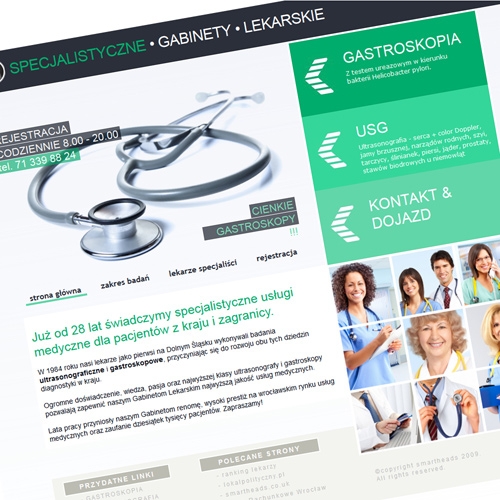 SPECJALISTYCZNE • GABINETY • LEKARSKIE
REJESTRACJA
CODZIENNIE 8.00 - 20.00
tel. 71 339 88 24
CIENKIE
GASTROSKOPY
!!!
GASTROSKOPIA
Z testem ureazowym w kierunku
bakterii Helicobacter pylori.
USG
Ultrasonografia - serca + color Doppler,
jamy brzusznej, narządów rodnych, szyi,
tarczycy, ślinianek, piersi, jąder, prostaty,
stawów biodrowych u niemowląt
KONTAKT &
DOJAZD
strona główna
zakres badań
lekarze specjaliści
rejestracja
Już od 28 lat świadczymy specjalistyczne usługi
medyczne dla pacjentów z kraju i zagranicy.
W 1984 roku nasi lekarze jako pierwsi na Dolnym Śląsku wykonywali badania
ultrasonograficzne i gastroskopowe, przyczyniając się do rozwoju obu tych dziedzin
diagnostyki w kraju.
Ogromne doświadczenie, wiedza, pasja oraz najwyższej klasy ultrasonografy i gastroskopy
pozwalają zapewnić naszym Gabinetom Lekarskim najwyższą jakość usług medycznych.
Lata pracy przyniosły naszym Gabinetom renomę, wysoki prestiż na wrocławskim rynku usług
medycznych oraz zaufanie dziesiątek tysięcy pacjentów. Zapraszamy!
PRZYDATNE LINKI
GASTROSKOPIA
POLECANE STRONY
- ranking lekarzy
- lokalpolityczny.pl
- smartheads.co.uk
Wrocław
©copyright smartheads 2009
All rights reserved.